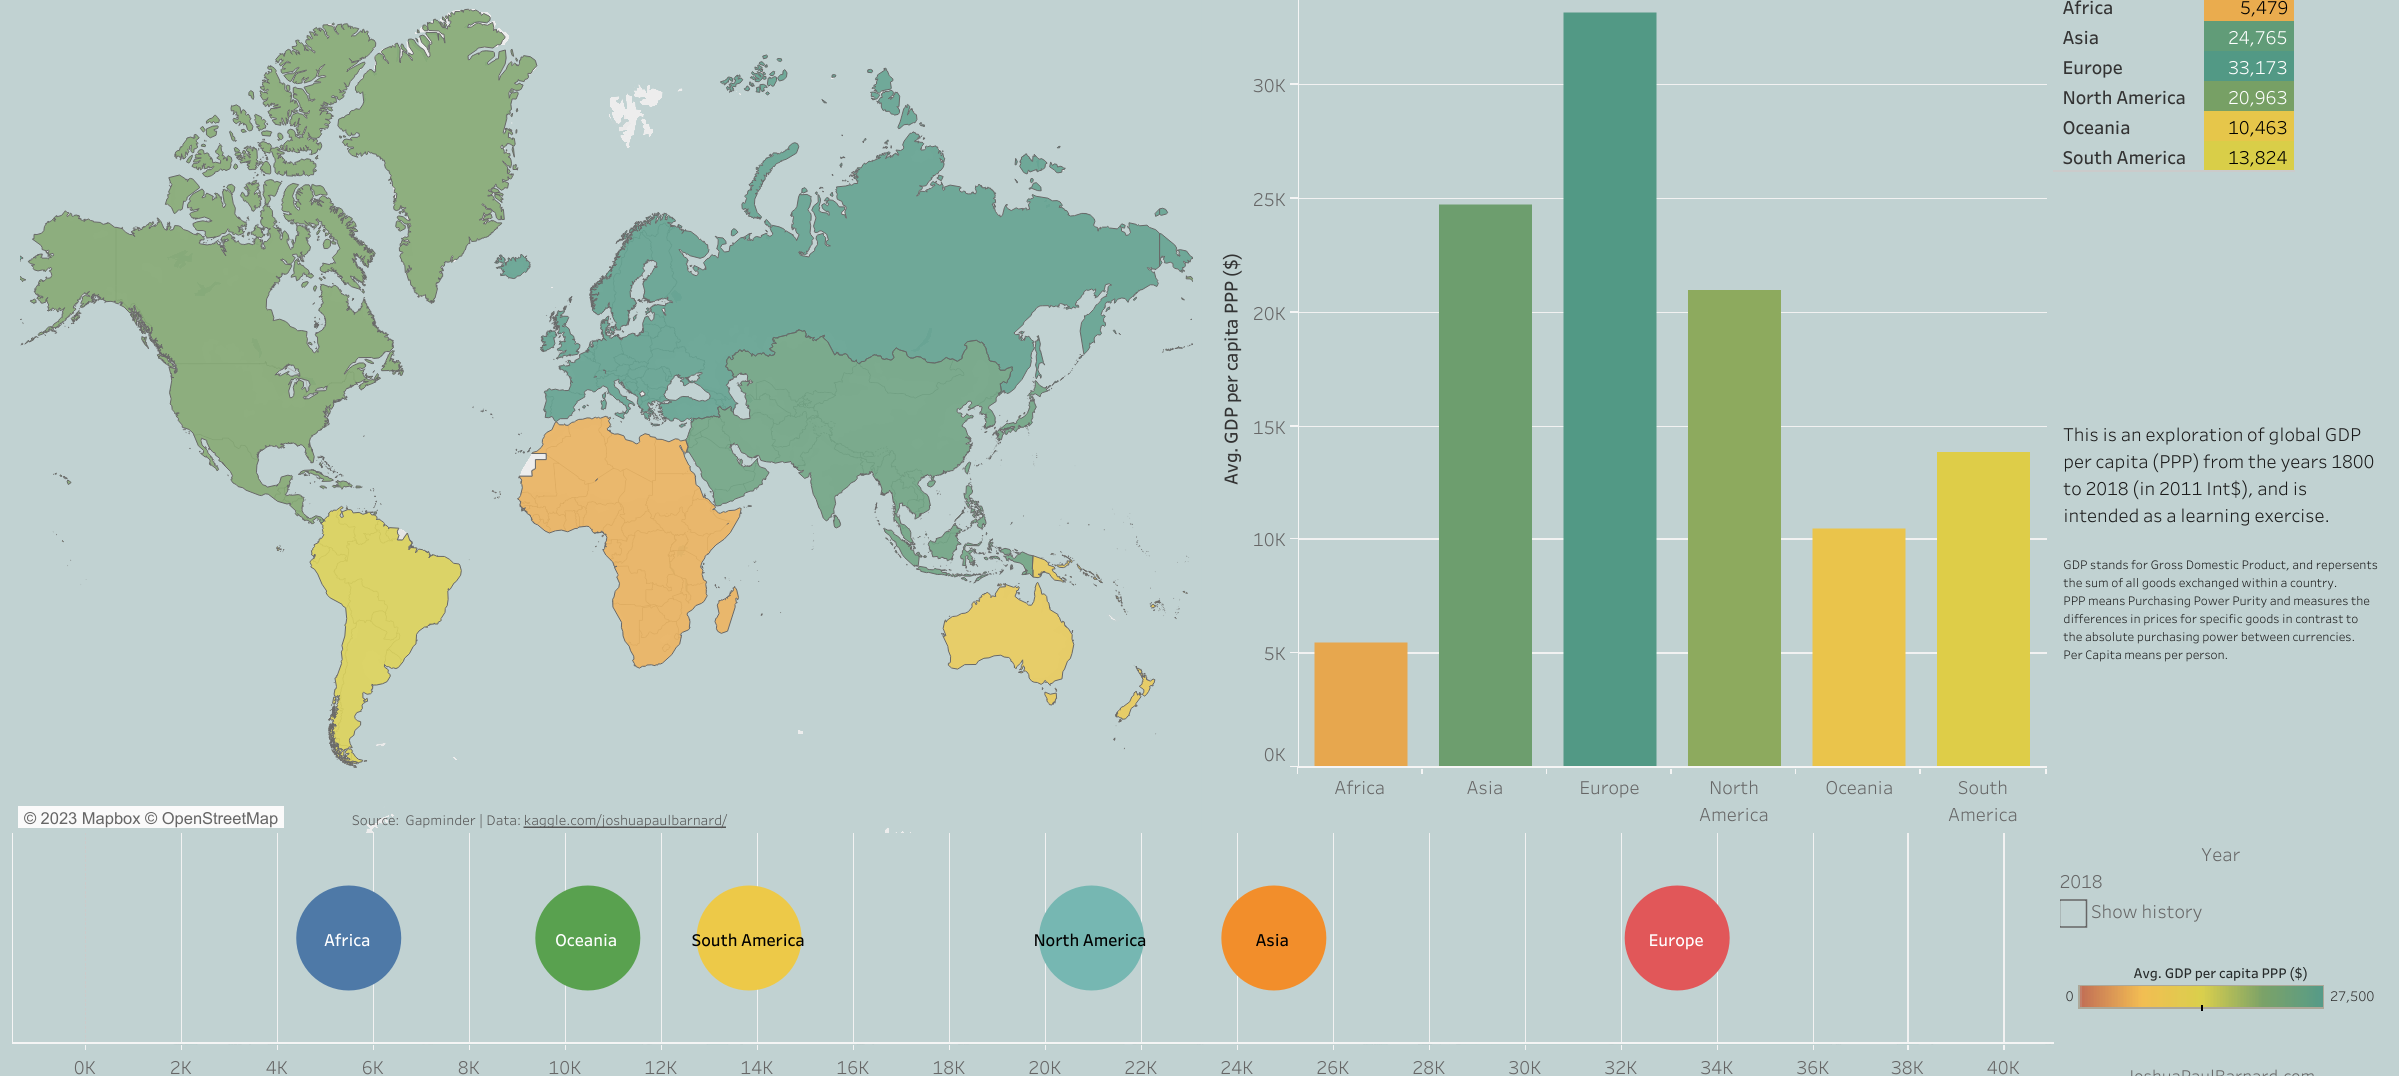 Africa 5,479
Asia 24,765
Europe 33,173
North America 20,963
Oceania 10,463
South America 13,824
Avg. GDP per capita PPP ($)
30K
25K
20K
15K
10K
5K
0K
Africa
Asia
Europe
North America
Oceania
South America
This is an exploration of global GDP
per capita (PPP) from the years 1800
to 2018 (in 2011 Int$), and is
intended as a learning exercise.
GDP stands for Gross Domestic Product, and repersents
the sum of all goods exchanged within a country.
PPP means Purchasing Power Purity and measures the
differences in prices for specific goods in contrast to
the absolute purchasing power between currencies.
Per Capita means per person.
© 2023 Mapbox © OpenStreetMap
Source: Gapminder | Data: kaggle.com/joshuapaulbarnard/
Africa
Oceania
South America
North America
Asia
Europe
0K 2K 4K 6K 8K 10K 12K 14K 16K 18K 20K 22K 24K 26K 28K 30K 32K 34K 36K 38K 40K
Year
2018
Show history
Avg. GDP per capita PPP ($)
0 27,500
JoshuaPaulBarnard.com